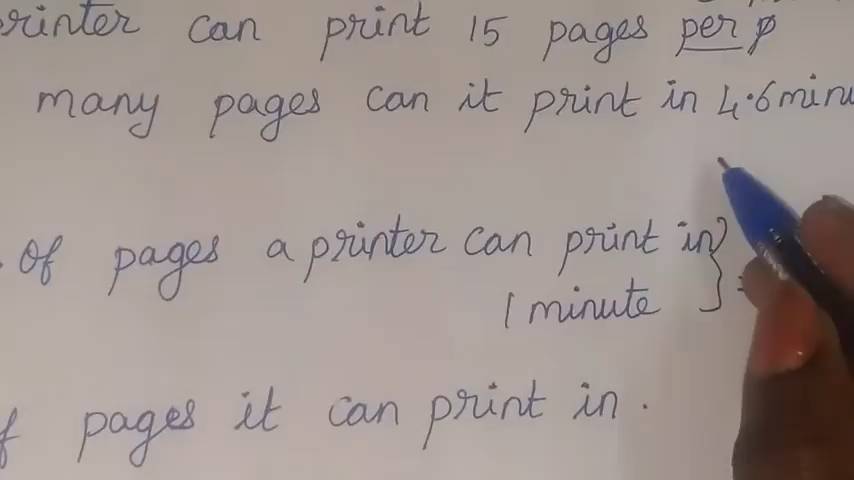 rinter can print 15 pages per p
many pages can it print in 4.6 minu
. of pages a printer can print in }
1 minute
f pages it can print in .